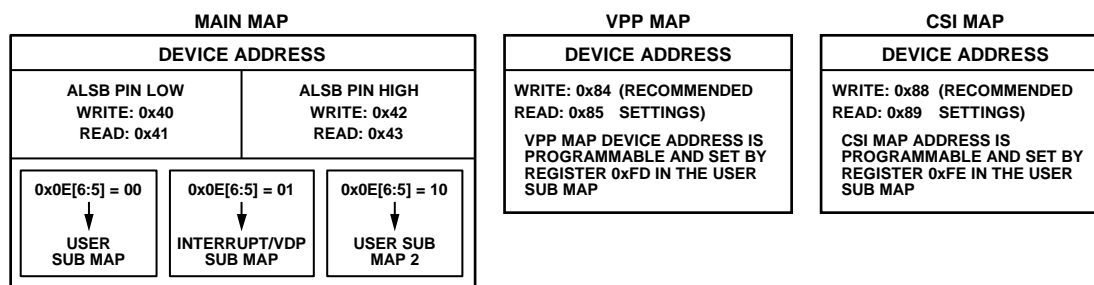 MAIN MAP
DEVICE ADDRESS
ALSB PIN LOW
WRITE: 0x40
READ: 0x41
ALSB PIN HIGH
WRITE: 0x42
READ: 0x43
0x0E[6:5] = 00
USER
SUB MAP
0x0E[6:5] = 01
INTERRUPT/VDP
SUB MAP
0x0E[6:5] = 10
USER SUB
MAP 2
VPP MAP
DEVICE ADDRESS
WRITE: 0x84 (RECOMMENDED
READ: 0x85 SETTINGS)
VPP MAP DEVICE ADDRESS IS
PROGRAMMABLE AND SET BY
REGISTER 0xFD IN THE USER
SUB MAP
CSI MAP
DEVICE ADDRESS
WRITE: 0x88 (RECOMMENDED
READ: 0x89 SETTINGS)
CSI MAP ADDRESS IS
PROGRAMMABLE AND SET BY
REGISTER 0xFE IN THE USER
SUB MAP